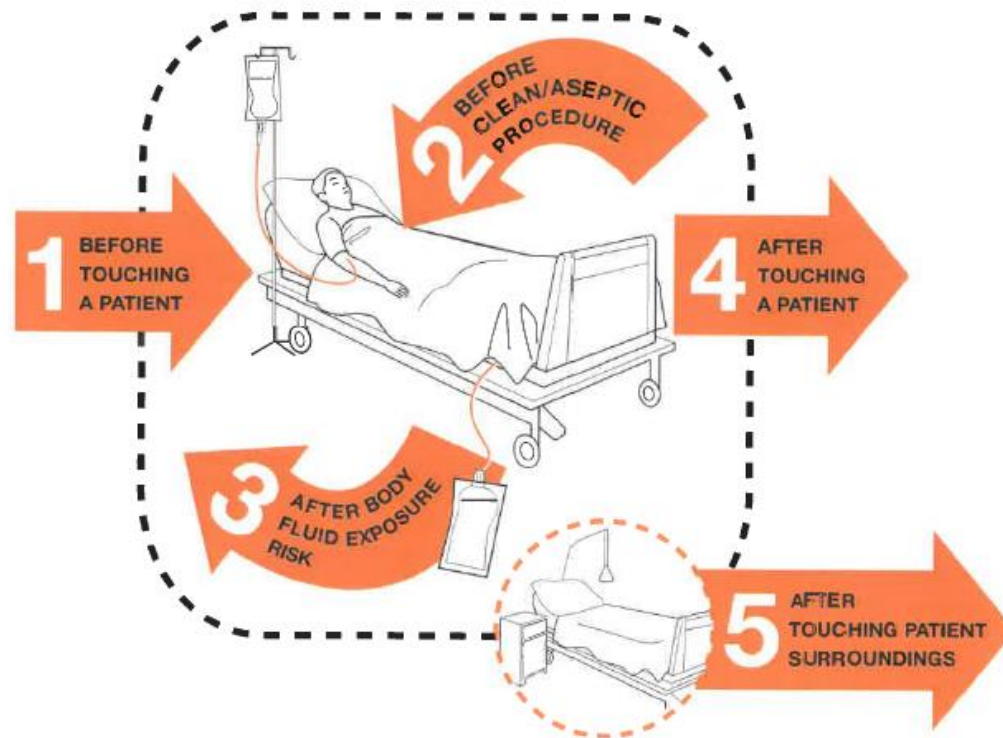 1
BEFORE
TOUCHING
A PATIENT
2
BEFORE
CLEAN/ASEPTIC
PROCEDURE
3
AFTER BODY
FLUID EXPOSURE
RISK
4
AFTER
TOUCHING
A PATIENT
5
AFTER
TOUCHING PATIENT
SURROUNDINGS